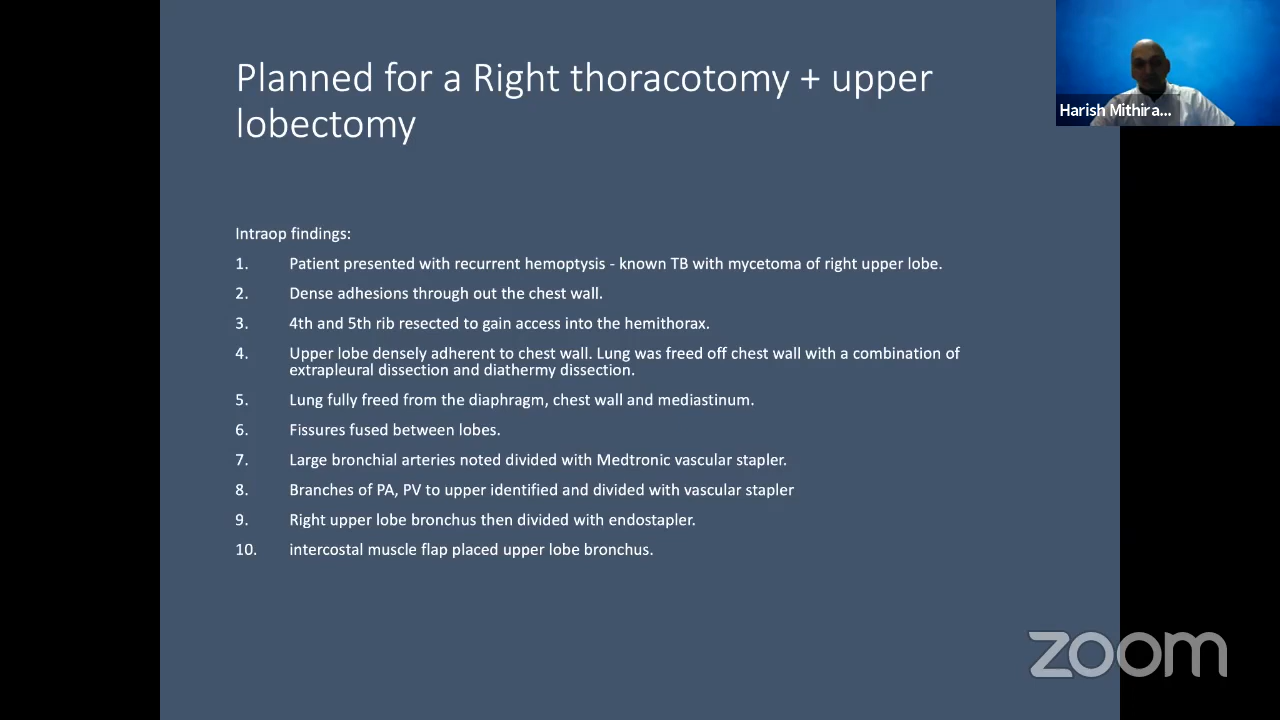 Planned for a Right thoracotomy + upper
lobectomy
Harish Mithira...
Intraop findings:
1. Patient presented with recurrent hemoptysis - known TB with mycetoma of right upper lobe.
2. Dense adhesions through out the chest wall.
3. 4th and 5th rib resected to gain access into the hemithorax.
4. Upper lobe densely adherent to chest wall. Lung was freed off chest wall with a combination of
extrapleural dissection and diathermy dissection.
5. Lung fully freed from the diaphragm, chest wall and mediastinum.
6. Fissures fused between lobes.
7. Large bronchial arteries noted divided with Medtronic vascular stapler.
8. Branches of PA, PV to upper identified and divided with vascular stapler
9. Right upper lobe bronchus then divided with endostapler.
10. intercostal muscle flap placed upper lobe bronchus.
zoom